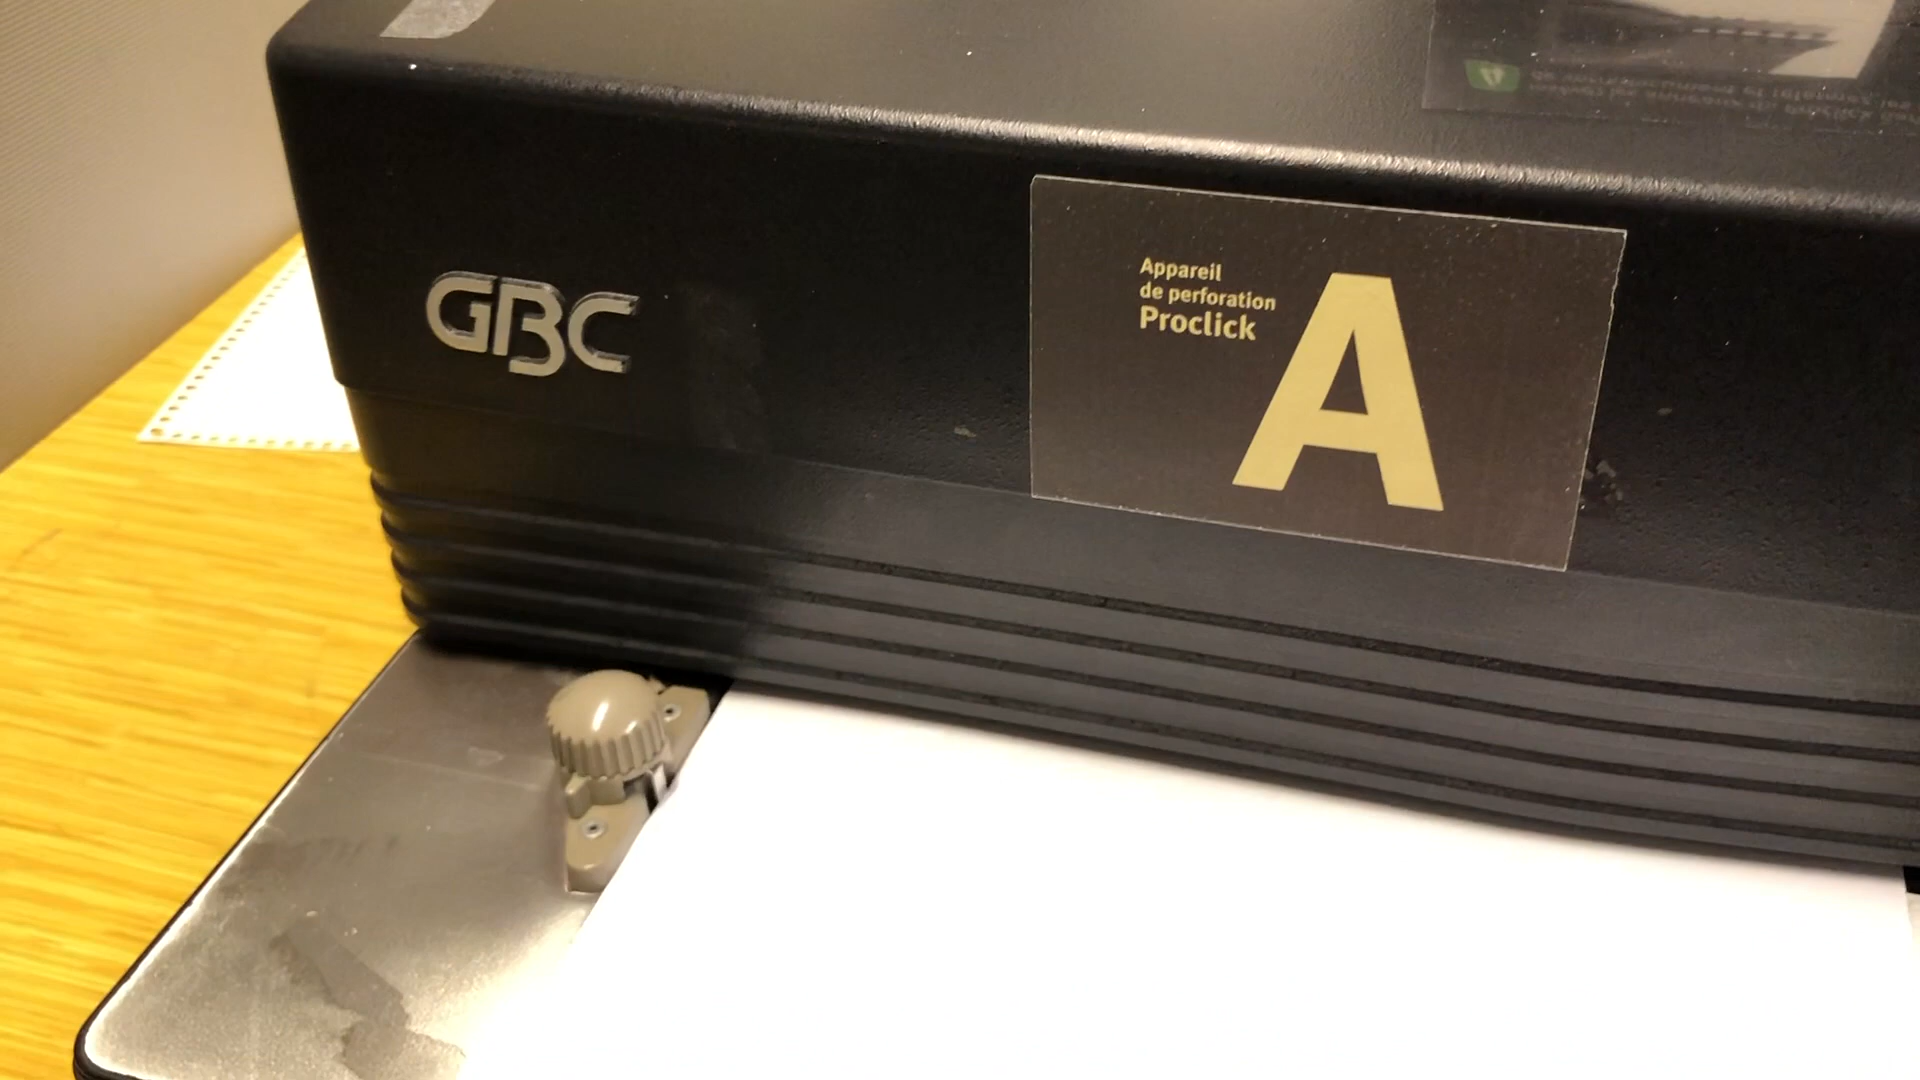 GBC
Appareil
de perforation
Proclick
A